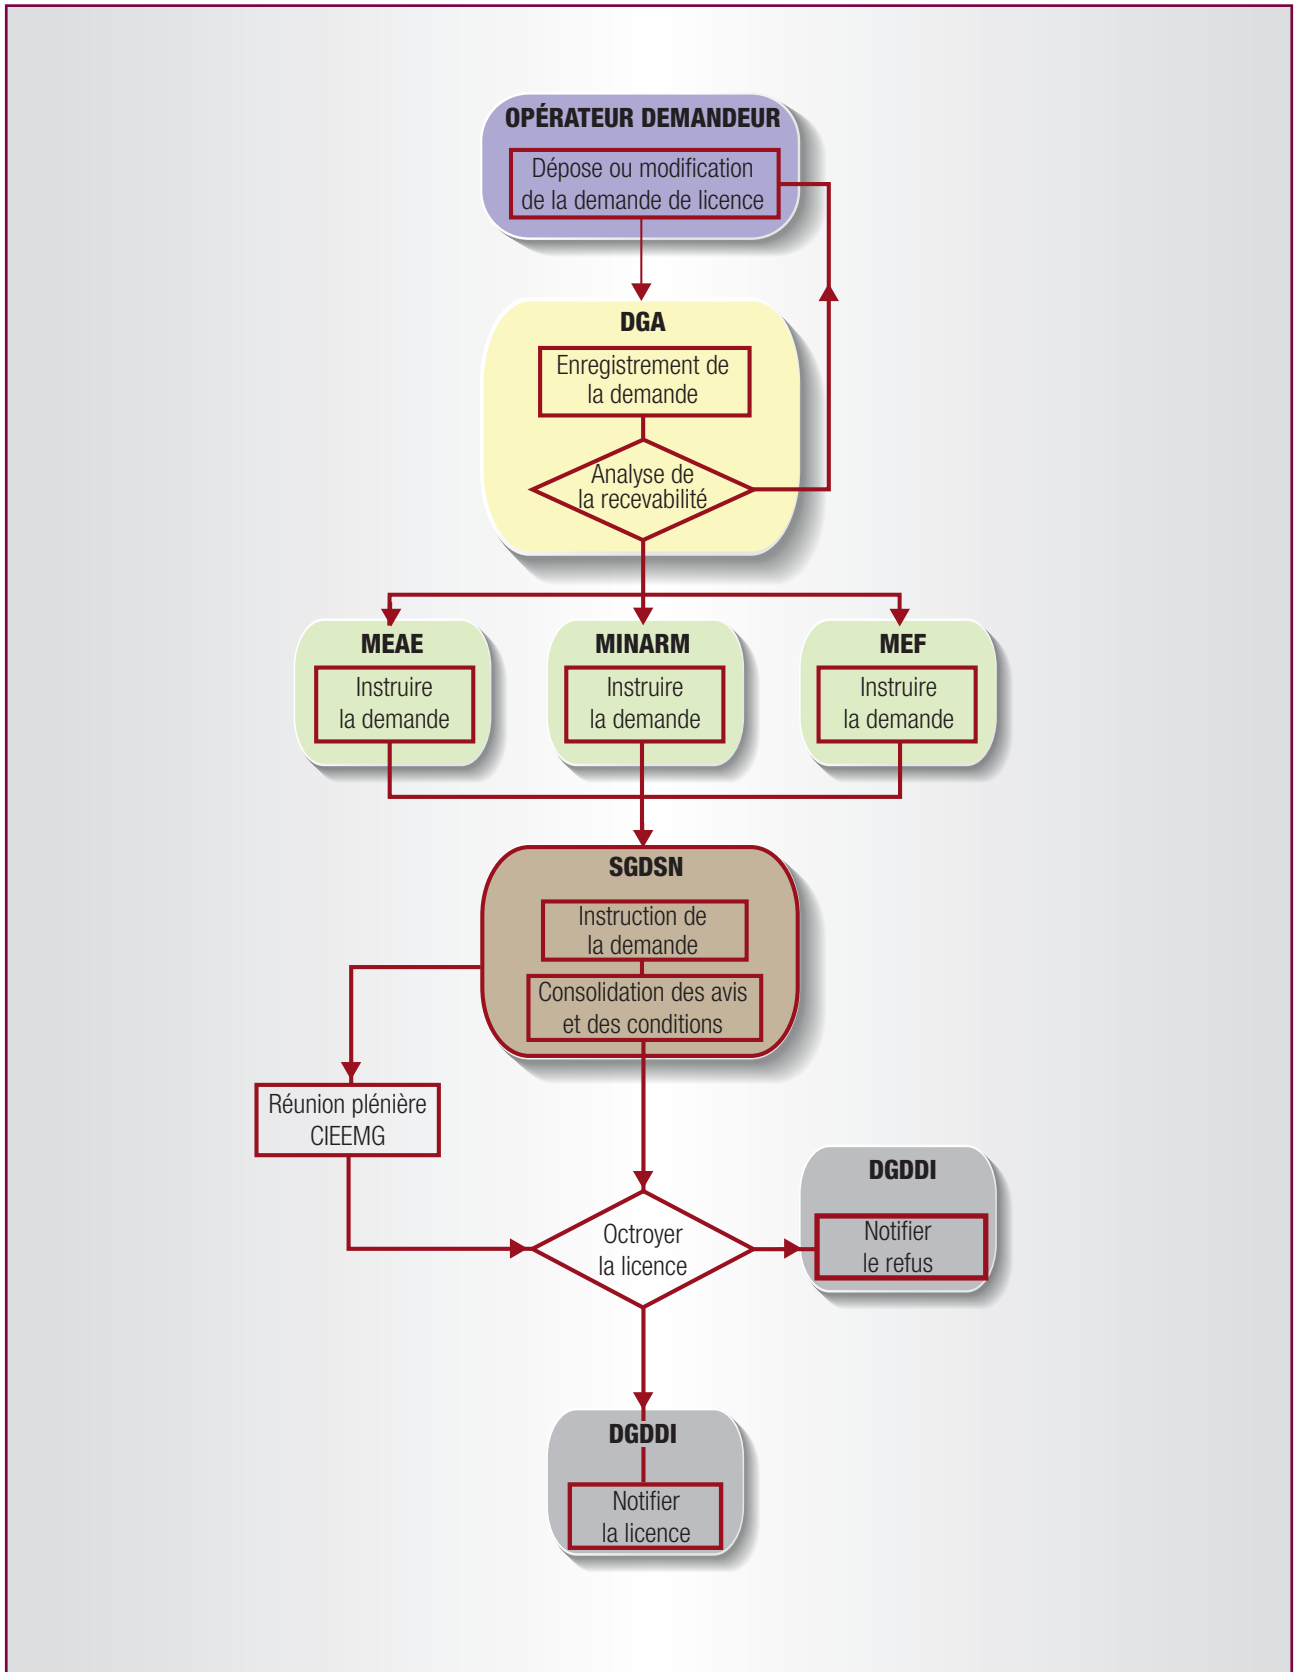 OPÉRATEUR DEMANDEUR
Dépose ou modification
de la demande de licence
DGA
Enregistrement de
la demande
Analyse de
la recevabilité
MEAE
Instruire
la demande
MINARM
Instruire
la demande
MEF
Instruire
la demande
SGDSN
Instruction de
la demande
Consolidation des avis
et des conditions
Réunion plénière
CIEEMG
Octroyer
la licence
DGDDI
Notifier
le refus
DGDDI
Notifier
la licence